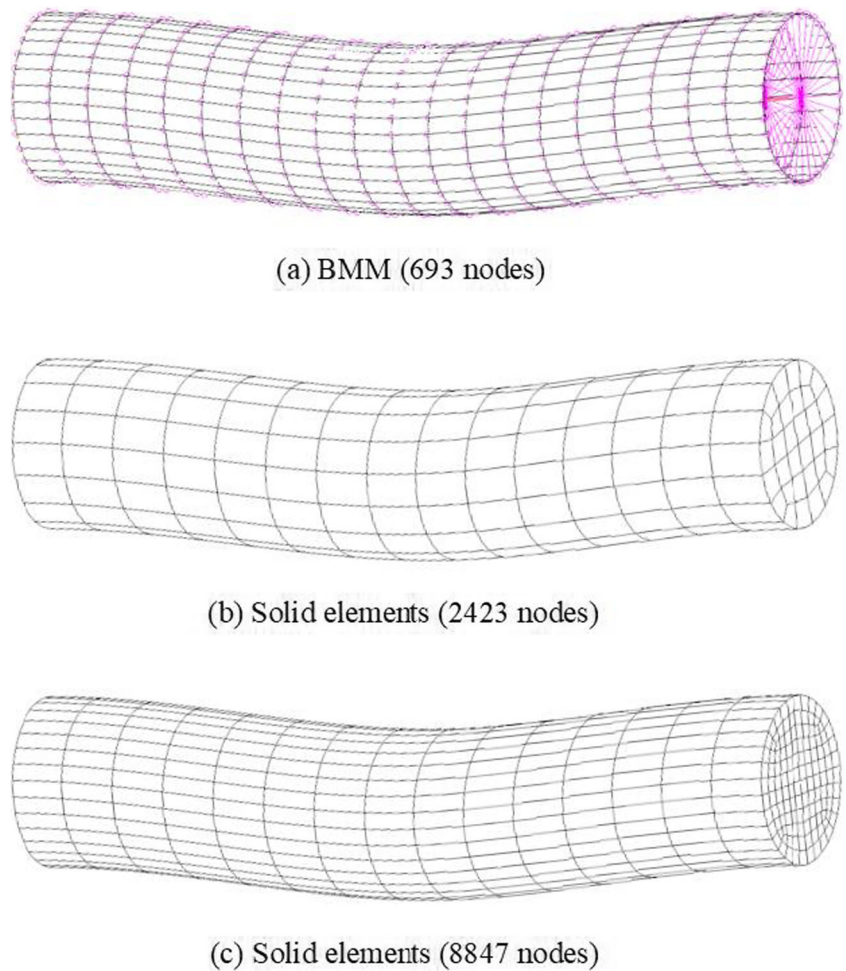 (a) BMM (693 nodes)
(b) Solid elements (2423 nodes)
(c) Solid elements (8847 nodes)